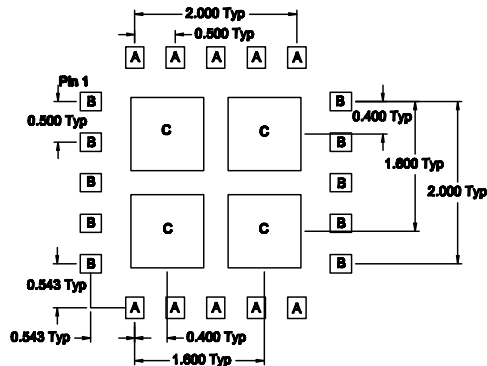 2.000 Typ
0.500 Typ
A A A A A
Pin 1
B B
0.500 Typ
C C
0.400 Typ
B B
1.600 Typ
B B
2.000 Typ
B C C B
B B
0.543 Typ
A A A A A
0.543 Typ
0.400 Typ
1.600 Typ